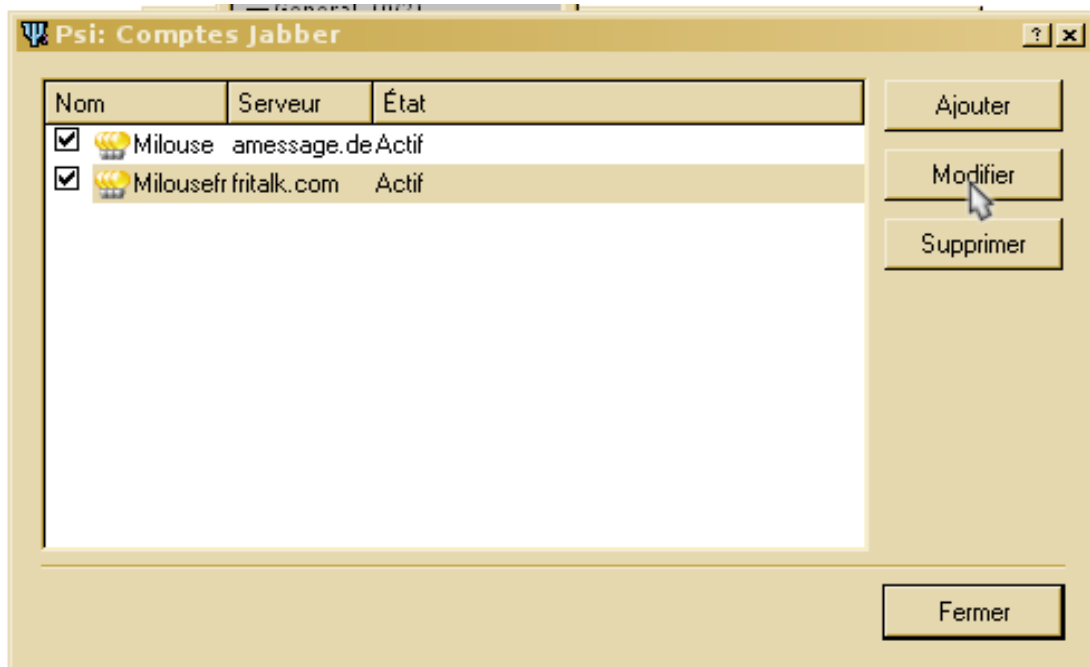 Psi: Comptes Jabber
Nom Serveur État
Milouse amessage.de Actif
Milousefr fritalk.com Actif
Ajouter
Modifier
Supprimer
Fermer